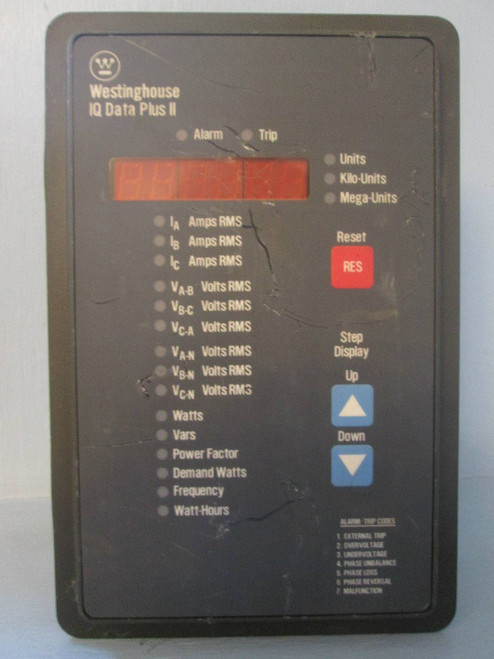 Westinghouse
IQ Data Plus II
Alarm Trip
Units
Kilo-Units
Mega-Units
IA Amps RMS
IB Amps RMS
IC Amps RMS
Reset
RES
VA-B Volts RMS
VB-C Volts RMS
VC-A Volts RMS
VA-N Volts RMS
VB-N Volts RMS
VC-N Volts RMS
Step
Display
Up
Down
Watts
Vars
Power Factor
Demand Watts
Frequency
Watt-Hours
ALARM TRIP CODES
1. EXTERNAL TRIP
2. OVERVOLTAGE
3. UNDERVOLTAGE
4. PHASE UNBALANCE
5. PHASE LOSS
6. PHASE REVERSAL
7. MALFUNCTION